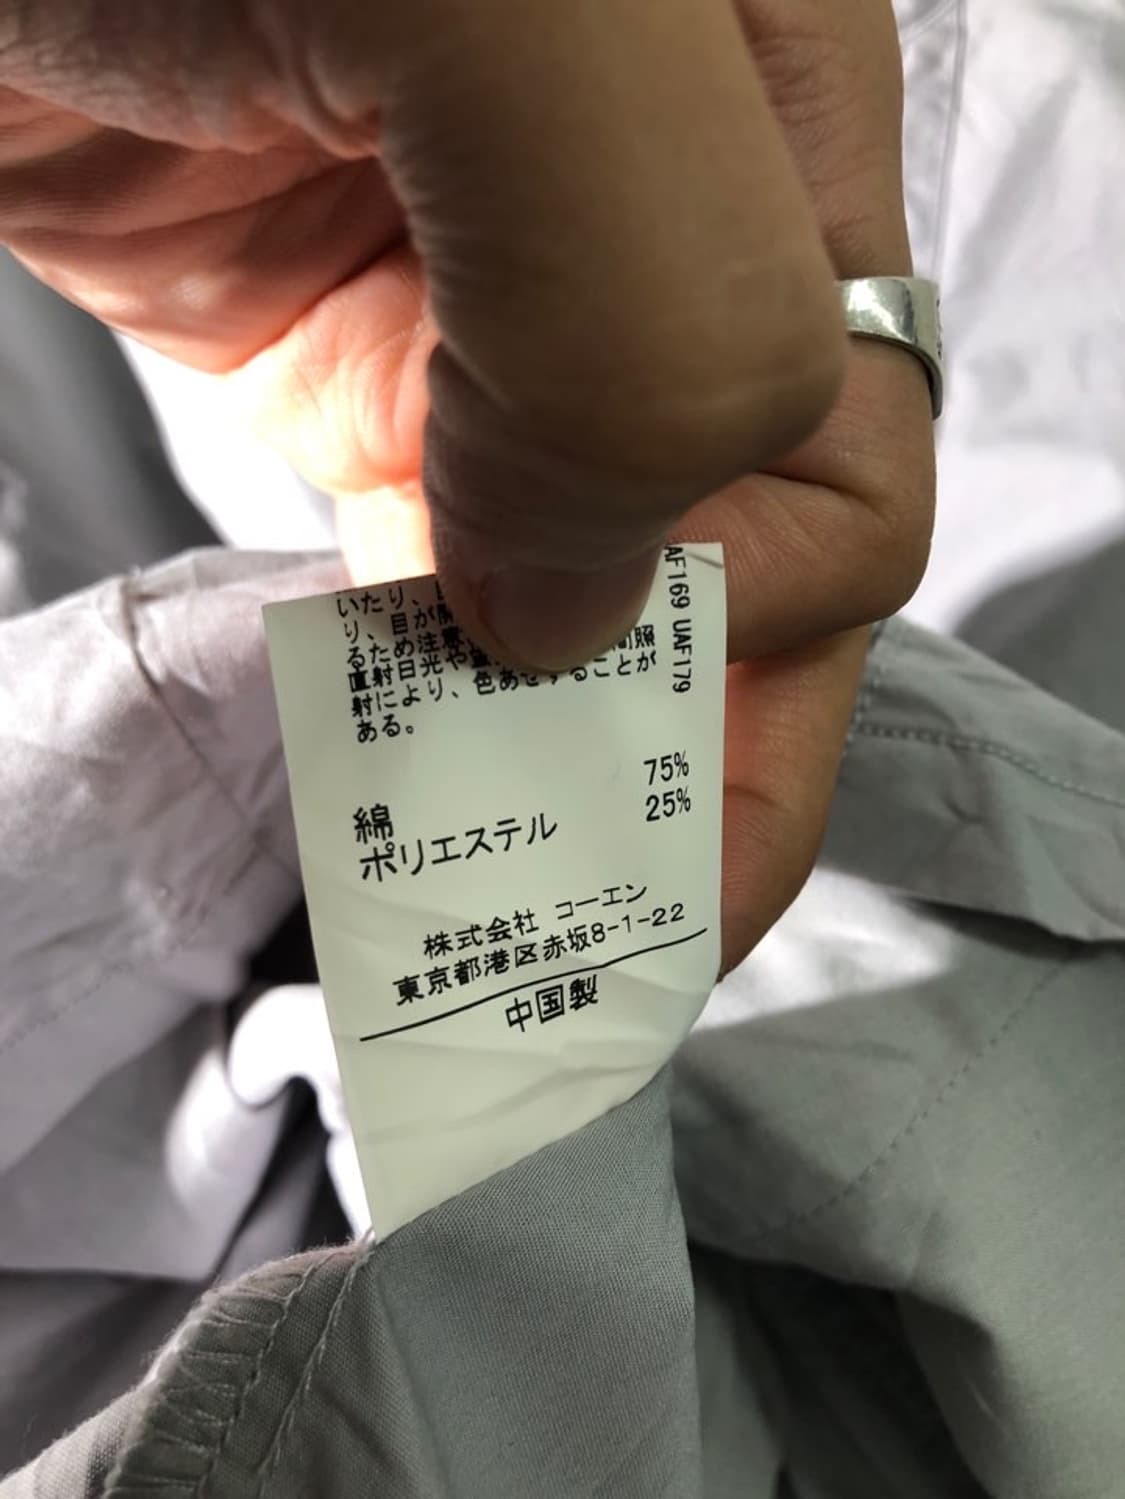 いたり、
り、目が
るため注意
直射日光や
射により、色あせすることが
ある。
AF169 UAF179
綿 75%
ポリエステル 25%
株式会社 コーエン
東京都港区赤坂8-1-22
中国製